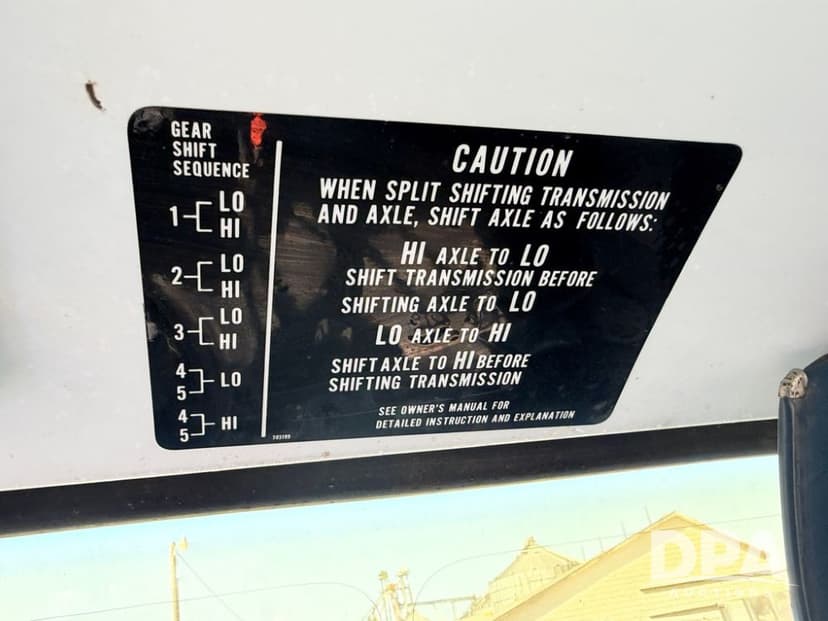 GEAR
SHIFT
SEQUENCE
1 LO
HI
2 LO
HI
3 LO
HI
4
5 LO
4
5 HI
CAUTION
WHEN SPLIT SHIFTING TRANSMISSION
AND AXLE, SHIFT AXLE AS FOLLOWS:
HI AXLE TO LO
SHIFT TRANSMISSION BEFORE
SHIFTING AXLE TO LO
LO AXLE TO HI
SHIFT AXLE TO HI BEFORE
SHIFTING TRANSMISSION
SEE OWNER'S MANUAL FOR
DETAILED INSTRUCTION AND EXPLANATION
DPA
AUCTIONS